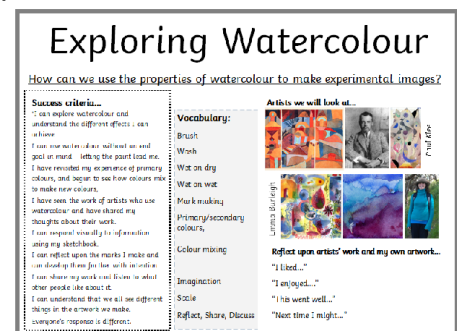 Exploring Watercolour
How can we use the properties of watercolour to make experimental images?
Success criteria...
I can explore watercolour and
understand the different effects I can
achieve
I can use watercolour without an end
goal in mind letting the paint lead me.
I have revisited my experience of primary
colours, and begun to see how colours mix
to make new colours.
I have seen the work of artists who use
watercolour and have shared my
thoughts about their work.
I can respond visually to information
using my sketchbook.
I can reflect upon the marks I make and
can develop them further with intention.
I can share my work and listen to what
other people like about it.
I can understand that we all see different
things in the artwork we make.
Everyone's response is different.
Vocabulary:
Brush
Wash
Wet on dry
Wet on wet
Mark making
Primary/secondary
colours,
Colour mixing
Imagination
Scale
Reflect, Share, Discuss
Artists we will look at...
Paul Klee
Emma Burleigh
Reflect upon artists' work and my own artwork...
"I liked..."
"I enjoyed...."
"This went well..."
"Next time I might..."